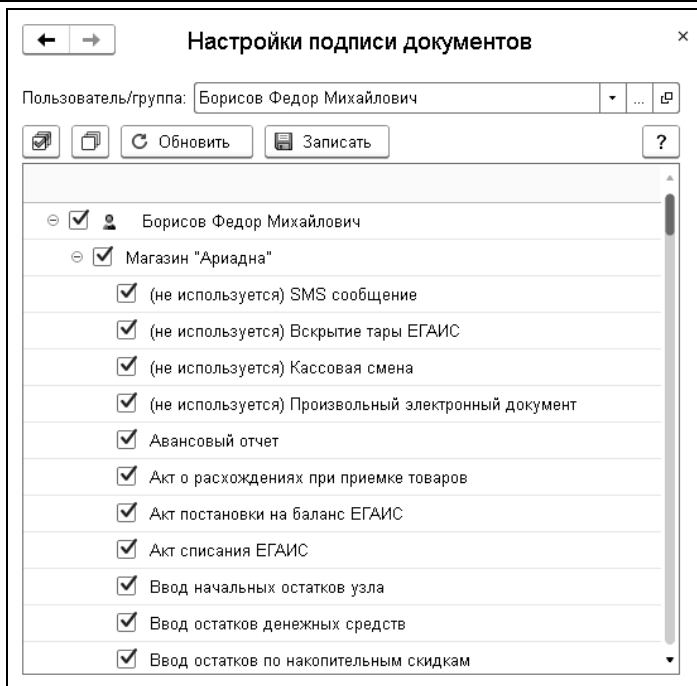 Настройки подписи документов
Пользователь/группа: Борисов Федор Михайлович
Обновить Записать ?
Борисов Федор Михайлович
Магазин "Ариадна"
(не используется) SMS сообщение
(не используется) Вскрытие тары ЕГАИС
(не используется) Кассовая смена
(не используется) Произвольный электронный документ
Авансовый отчет
Акт о расхождениях при приемке товаров
Акт постановки на баланс ЕГАИС
Акт списания ЕГАИС
Ввод начальных остатков узла
Ввод остатков денежных средств
Ввод остатков по накопительным скидкам